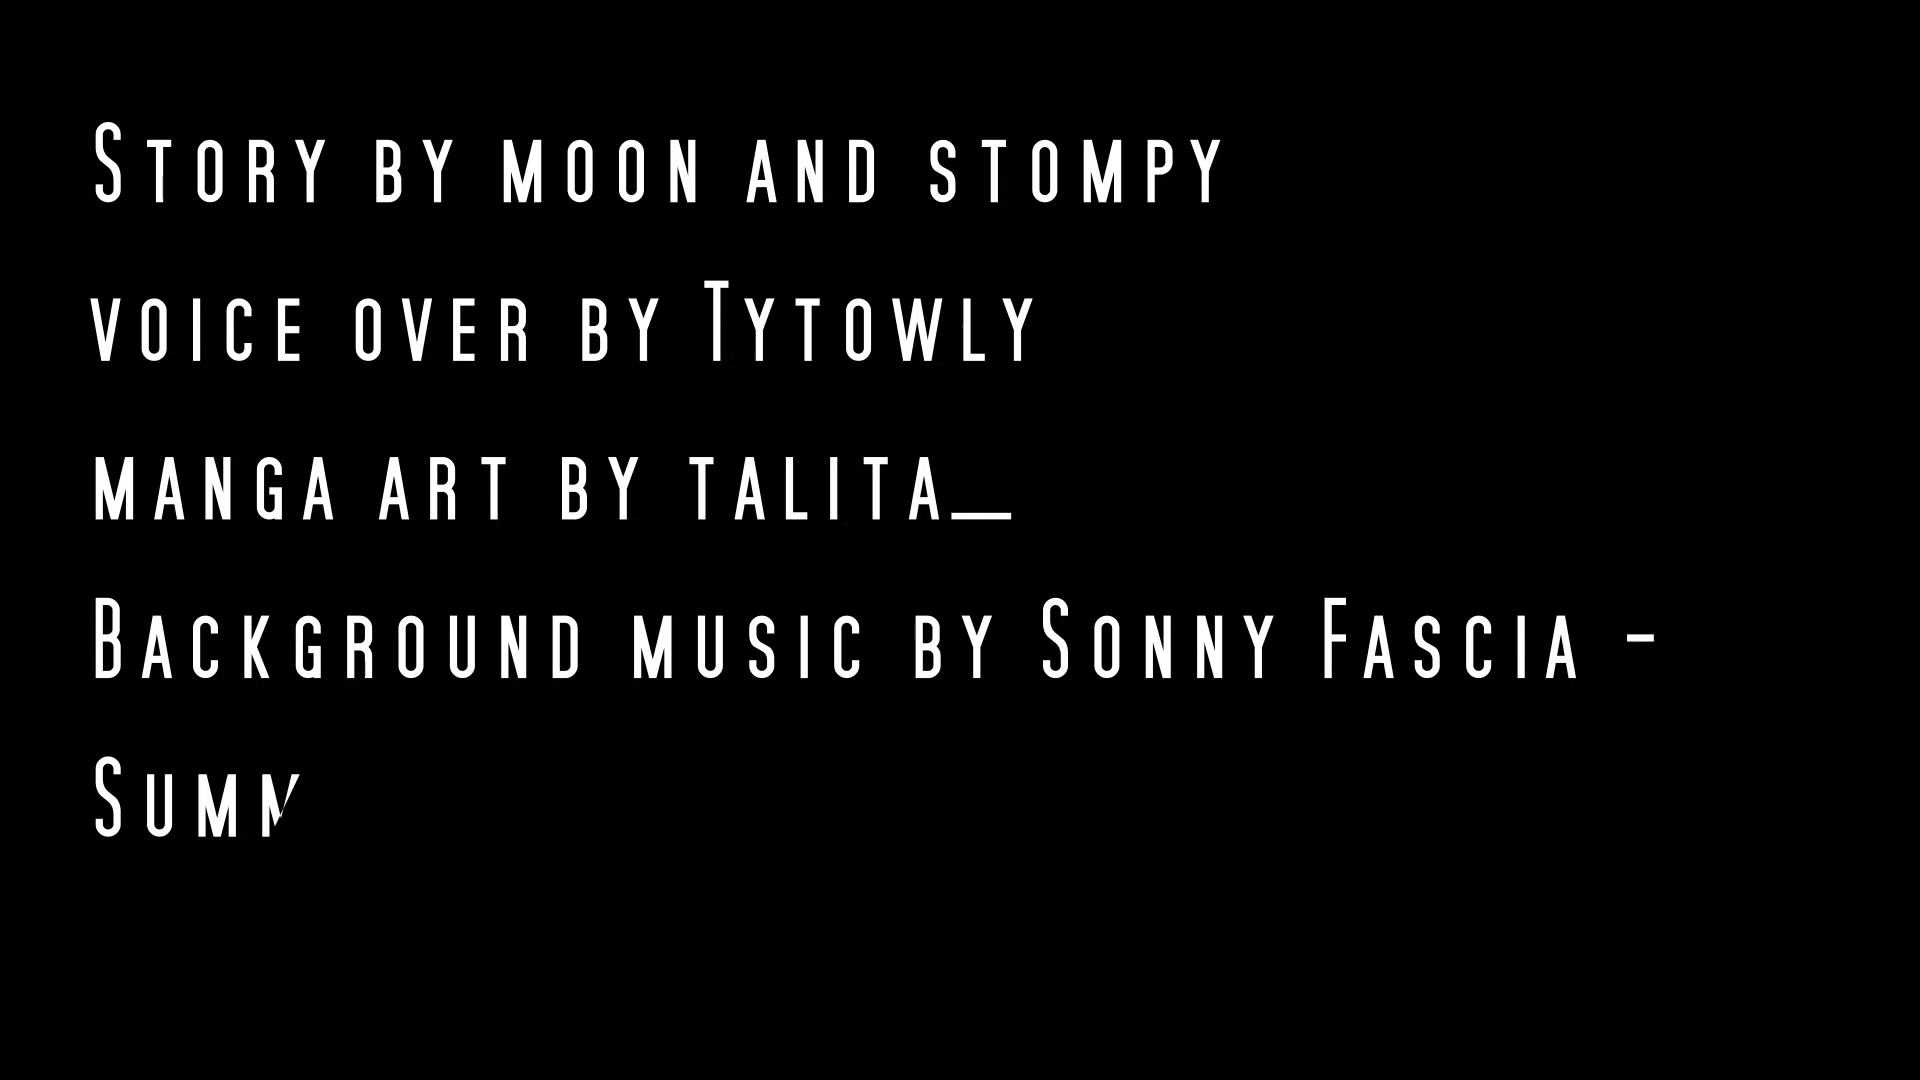 Story by moon and stompy
voice over by Tytowly
manga art by talita_
Background music by Sonny Fascia -